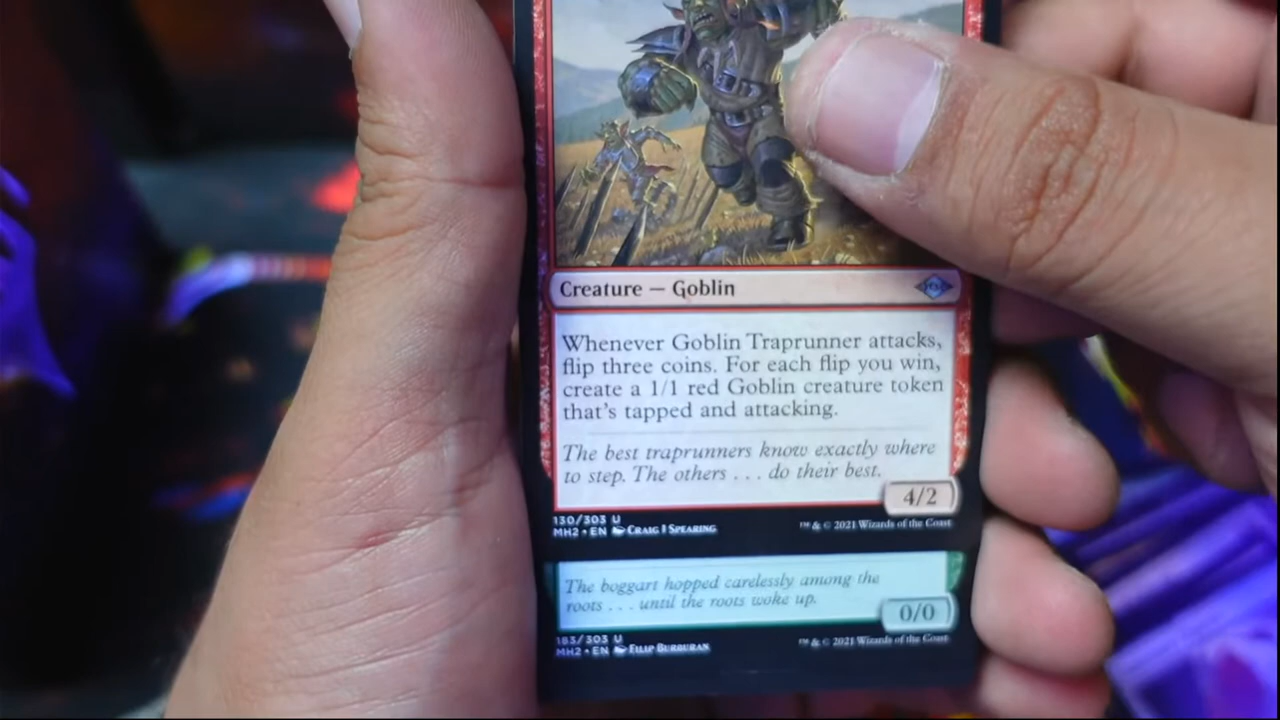 Creature — Goblin
Whenever Goblin Traprunner attacks,
flip three coins. For each flip you win,
create a 1/1 red Goblin creature token
that's tapped and attacking.
The best traprunners know exactly where
to step. The others . . . do their best.
4/2
130/303 U
MH2 • EN Craig J Spearing
™ & © 2021 Wizards of the Coast
The boggart hopped carelessly among the
roots . . . until the roots woke up.
0/0
183/303 U
MH2 • EN Filip Burburan
™ & © 2021 Wizards of the Coast